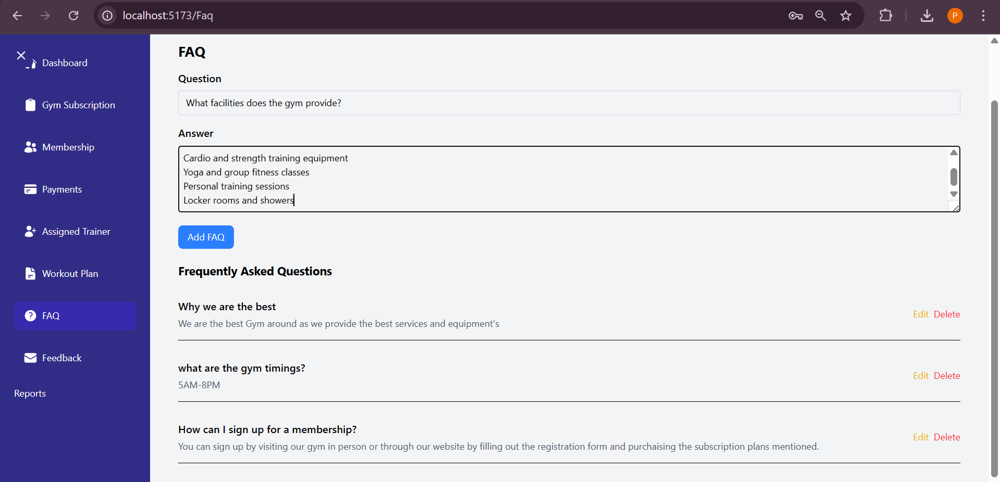 localhost:5173/Faq
P
Dashboard
Gym Subscription
Membership
Payments
Assigned Trainer
Workout Plan
FAQ
Feedback
Reports
FAQ
Question
What facilities does the gym provide?
Answer
Cardio and strength training equipment
Yoga and group fitness classes
Personal training sessions
Locker rooms and showers
Add FAQ
Frequently Asked Questions
Why we are the best
We are the best Gym around as we provide the best services and equipment's
Edit Delete
what are the gym timings?
5AM-8PM
Edit Delete
How can I sign up for a membership?
You can sign up by visiting our gym in person or through our website by filling out the registration form and purchaising the subscription plans mentioned.
Edit Delete